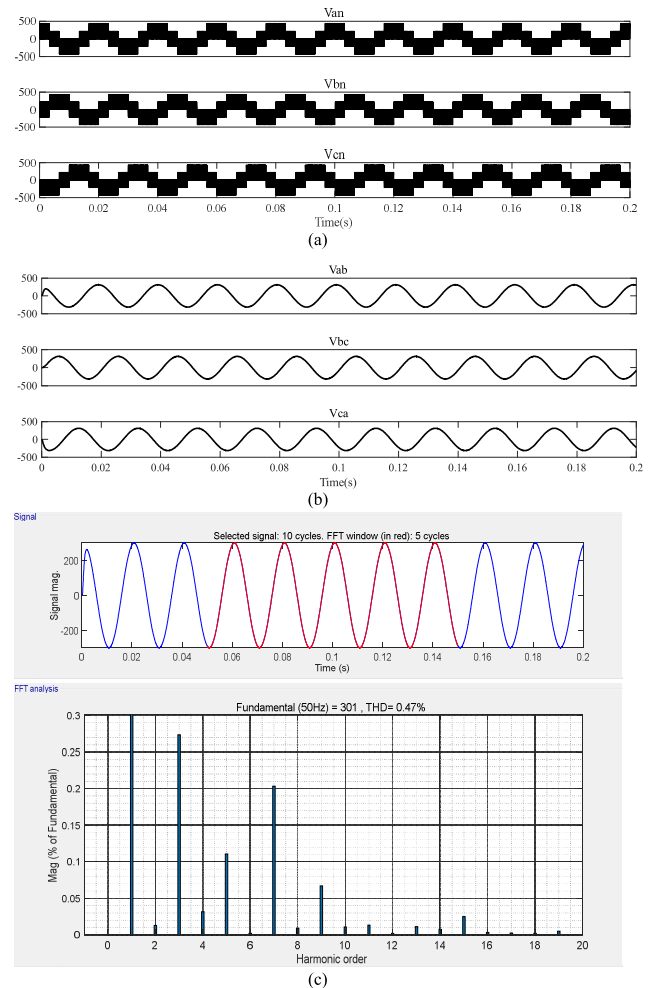 Van
500
0
-500
Vbn
500
0
-500
Vcn
500
0
-500
0 0.02 0.04 0.06 0.08 0.1 0.12 0.14 0.16 0.18 0.2
Time(s)
(a)
Vab
500
0
-500
Vbc
500
0
-500
Vca
500
0
-500
0 0.02 0.04 0.06 0.08 0.1 0.12 0.14 0.16 0.18 0.2
Time(s)
(b)
Signal
Selected signal: 10 cycles. FFT window (in red): 5 cycles
Signal mag.
200
0
-200
0 0.02 0.04 0.06 0.08 0.1 0.12 0.14 0.16 0.18 0.2
Time (s)
FFT analysis
Fundamental (50Hz) = 301 , THD= 0.47%
Mag (% of Fundamental)
0.3
0.25
0.2
0.15
0.1
0.05
0
0 2 4 6 8 10 12 14 16 18 20
Harmonic order
(c)